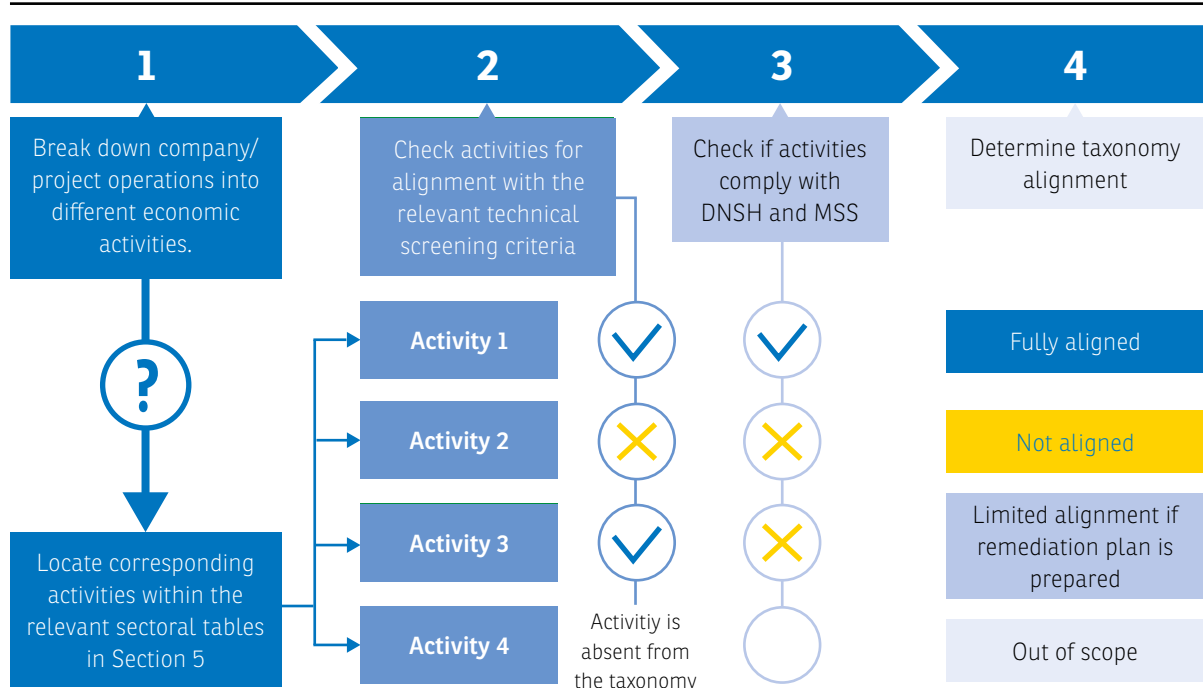 1
2
3
4
Break down company/
project operations into
different economic
activities.
Check activities for
alignment with the
relevant technical
screening criteria
Check if activities
comply with
DNSH and MSS
Determine taxonomy
alignment
?
Locate corresponding
activities within the
relevant sectoral tables
in Section 5
Activity 1
Fully aligned
Activity 2
Not aligned
Activity 3
Limited alignment if
remediation plan is
prepared
Activity 4
Activitiy is
absent from
the taxonomy
Out of scope